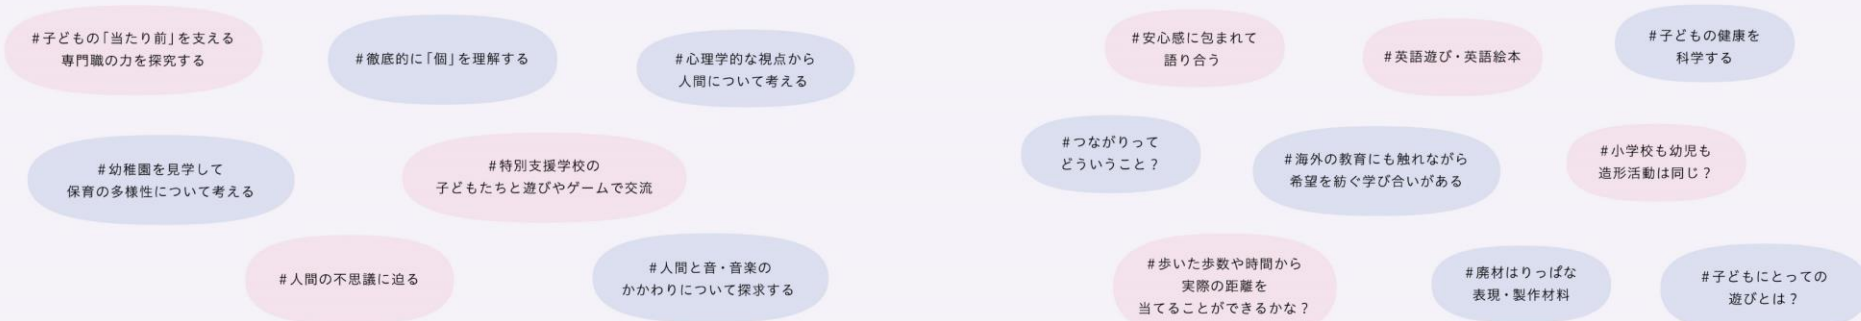 #子どもの「当たり前」を支える
専門職の力を探究する
#徹底的に「個」を理解する
#心理学的な視点から
人間について考える
#幼稚園を見学して
保育の多様性について考える
#特別支援学校の
子どもたちと遊びやゲームで交流
#人間の不思議に迫る
#人間と音・音楽の
かかわりについて探求する
#安心感に包まれて
語り合う
#英語遊び・英語絵本
#子どもの健康を
科学する
#つながりって
どういうこと？
#海外の教育にも触れながら
希望を紡ぐ学び合いがある
#小学校も幼児も
造形活動は同じ？
#歩いた歩数や時間から
実際の距離を
当てることができるかな？
#廃材はりっぱな
表現・製作材料
#子どもにとっての
遊びとは？